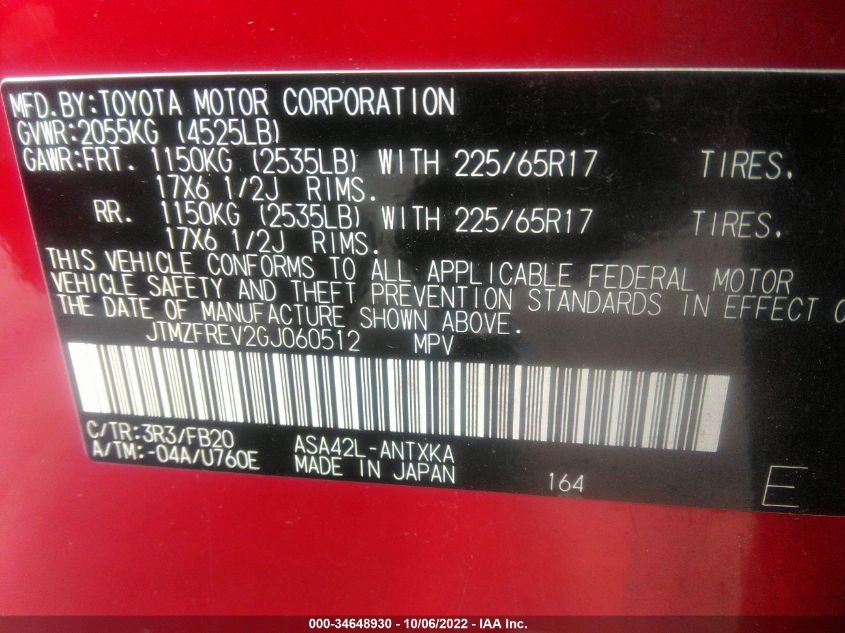 MFD.BY:TOYOTA MOTOR CORPORATION
GVWR:2055KG (4525LB)
GAWR:FRT. 1150KG (2535LB) WITH 225/65R17 TIRES.
17X6 1/2J RIMS.
RR. 1150KG (2535LB) WITH 225/65R17 TIRES.
17X6 1/2J RIMS.
THIS VEHICLE CONFORMS TO ALL APPLICABLE FEDERAL MOTOR
VEHICLE SAFETY AND THEFT PREVENTION STANDARDS IN EFFECT O
THE DATE OF MANUFACTURE SHOWN ABOVE.
JTMZFREV2GJ060512 MPV
C/TR:3R3/FB20 ASA42L-ANTXKA
A/TM:-04A/U760E MADE IN JAPAN 164 E
000-34648930 - 10/06/2022 - IAA Inc.